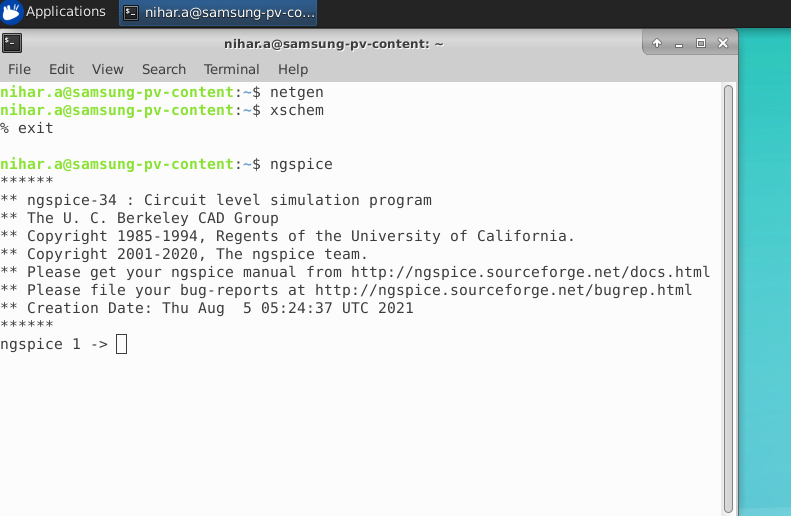 Applications
nihar.a@samsung-pv-co...
nihar.a@samsung-pv-content: ~
File Edit View Search Terminal Help
nihar.a@samsung-pv-content:~$ netgen
nihar.a@samsung-pv-content:~$ xschem
% exit
nihar.a@samsung-pv-content:~$ ngspice
******
** ngspice-34 : Circuit level simulation program
** The U. C. Berkeley CAD Group
** Copyright 1985-1994, Regents of the University of California.
** Copyright 2001-2020, The ngspice team.
** Please get your ngspice manual from http://ngspice.sourceforge.net/docs.html
** Please file your bug-reports at http://ngspice.sourceforge.net/bugrep.html
** Creation Date: Thu Aug  5 05:24:37 UTC 2021
******
ngspice 1 ->